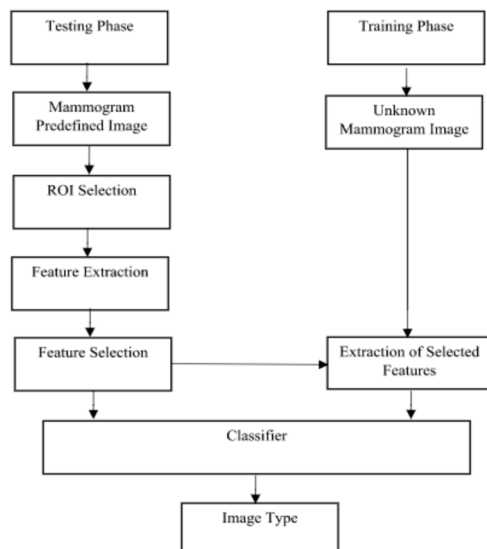 Testing Phase
Training Phase
Mammogram
Predefined Image
Unknown
Mammogram Image
ROI Selection
Feature Extraction
Feature Selection
Extraction of Selected
Features
Classifier
Image Type